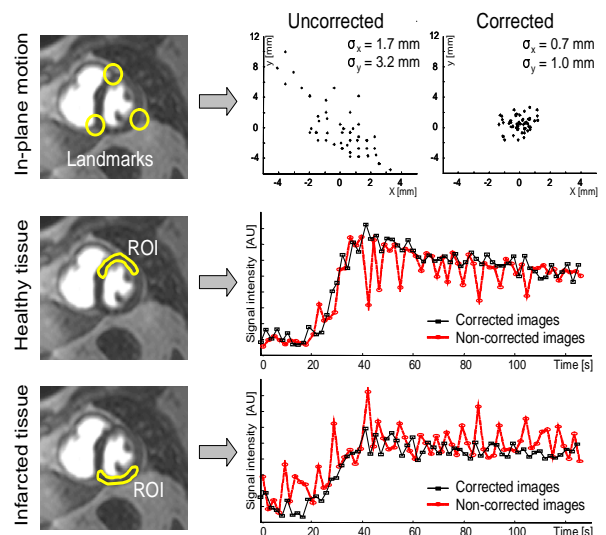 Uncorrected
Corrected
In-plane motion
Landmarks
y [mm]
12
8
4
0
-4
σx = 1.7 mm
σy = 3.2 mm
-4 -2 0 2 4
X [mm]
y [mm]
12
8
4
0
-4
σx = 0.7 mm
σy = 1.0 mm
-4 -2 0 2 4
X [mm]
Healthy tissue
ROI
Signal intensity [AU]
Corrected images
Non-corrected images
0 20 40 60 80 100 Time [s]
Infarcted tissue
ROI
Signal intensity [AU]
Corrected images
Non-corrected images
0 20 40 60 80 100 Time [s]